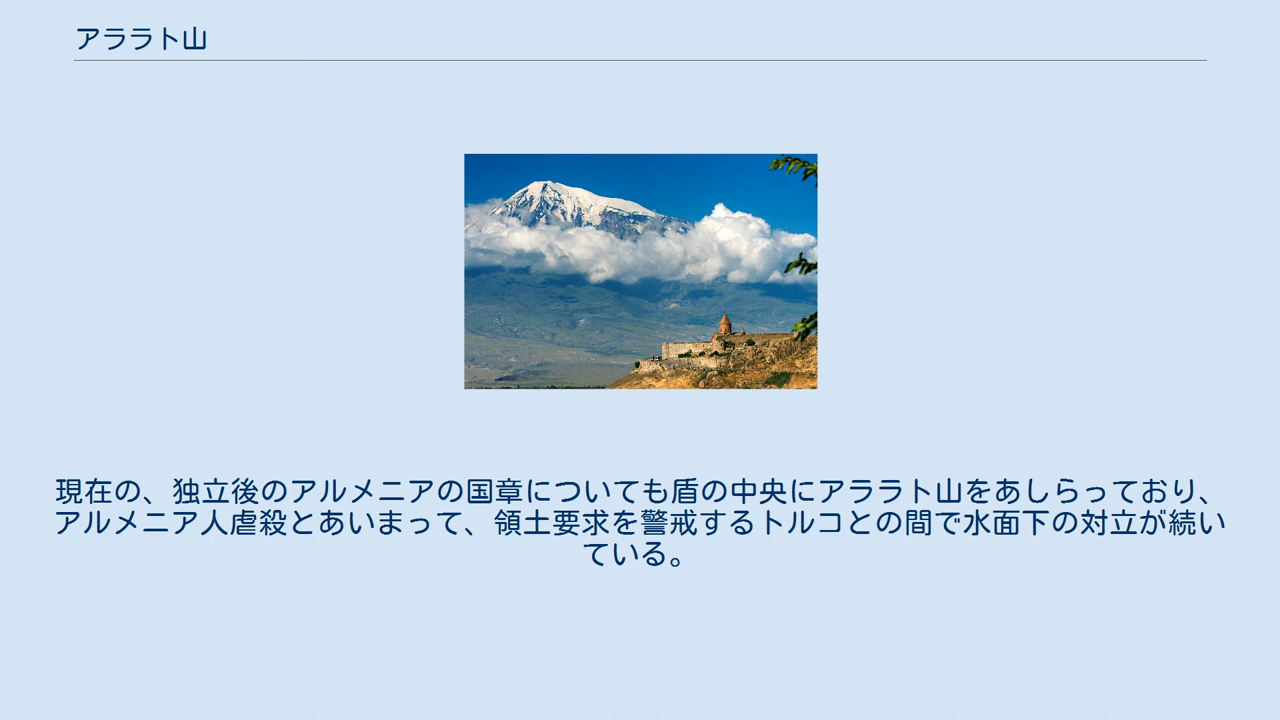 アララト山
現在の、独立後のアルメニアの国章についても盾の中央にアララト山をあしらっており、
アルメニア人虐殺とあいまって、領土要求を警戒するトルコとの間で水面下の対立が続い
ている。